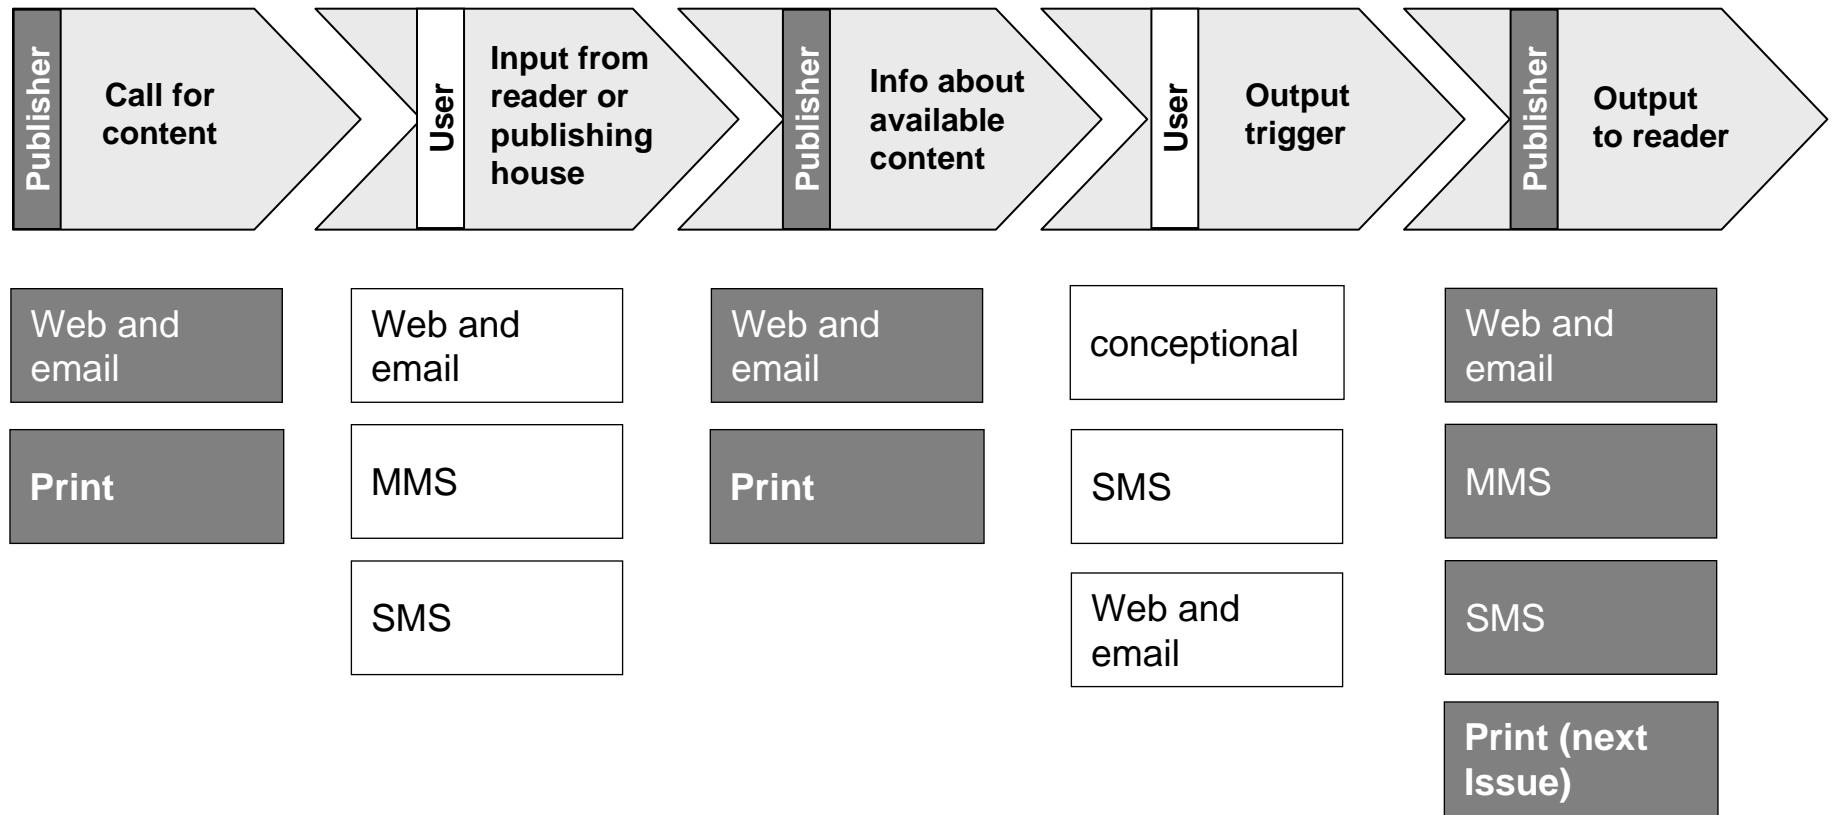 Publisher
Call for
content
User
Input from
reader or
publishing
house
Publisher
Info about
available
content
User
Output
trigger
Publisher
Output
to reader
Web and
email
Print
Web and
email
MMS
SMS
Web and
email
Print
conceptional
SMS
Web and
email
Web and
email
MMS
SMS
Print (next
Issue)